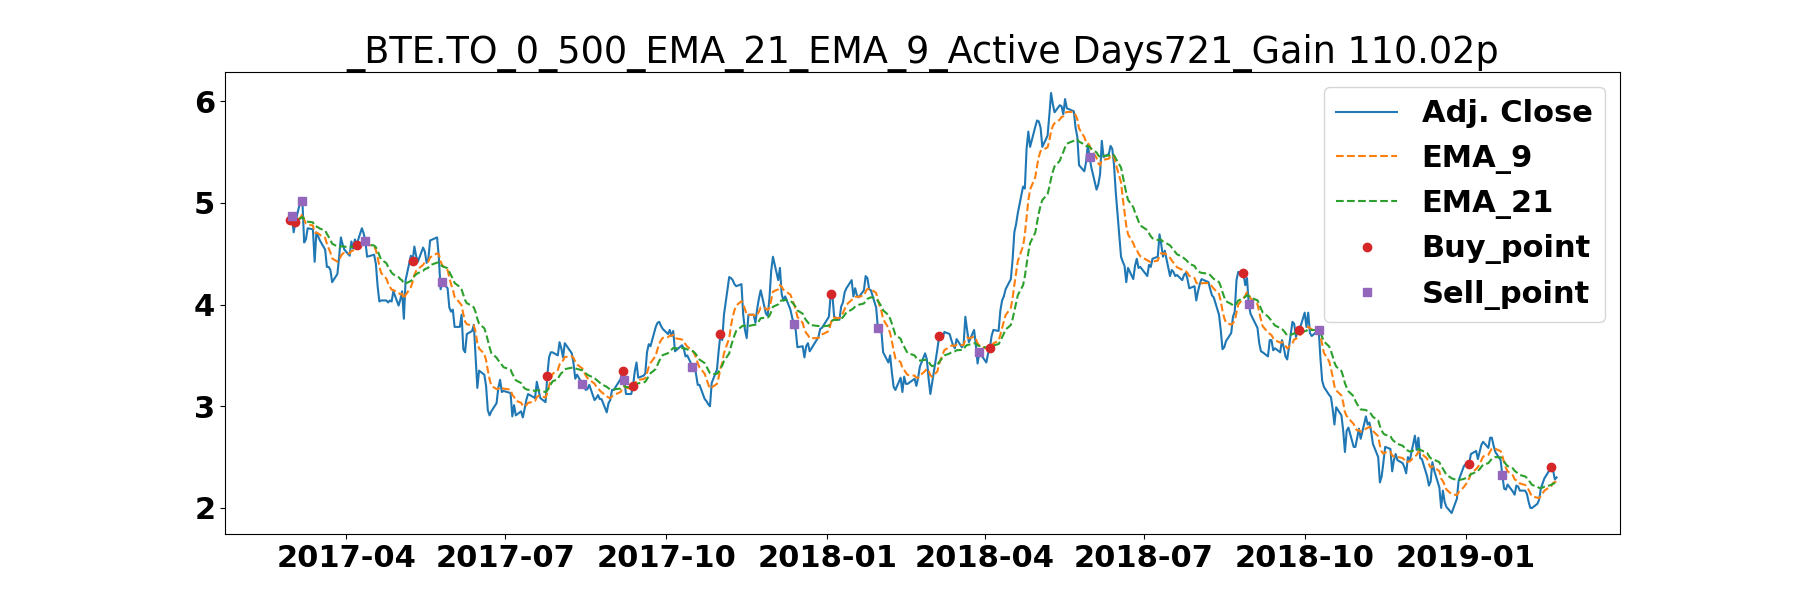 _BTE.TO_0_500_EMA_21_EMA_9_Active Days721_Gain 110.02p
6
5
4
3
2
Adj. Close
EMA_9
EMA_21
Buy_point
Sell_point
2017-04 2017-07 2017-10 2018-01 2018-04 2018-07 2018-10 2019-01